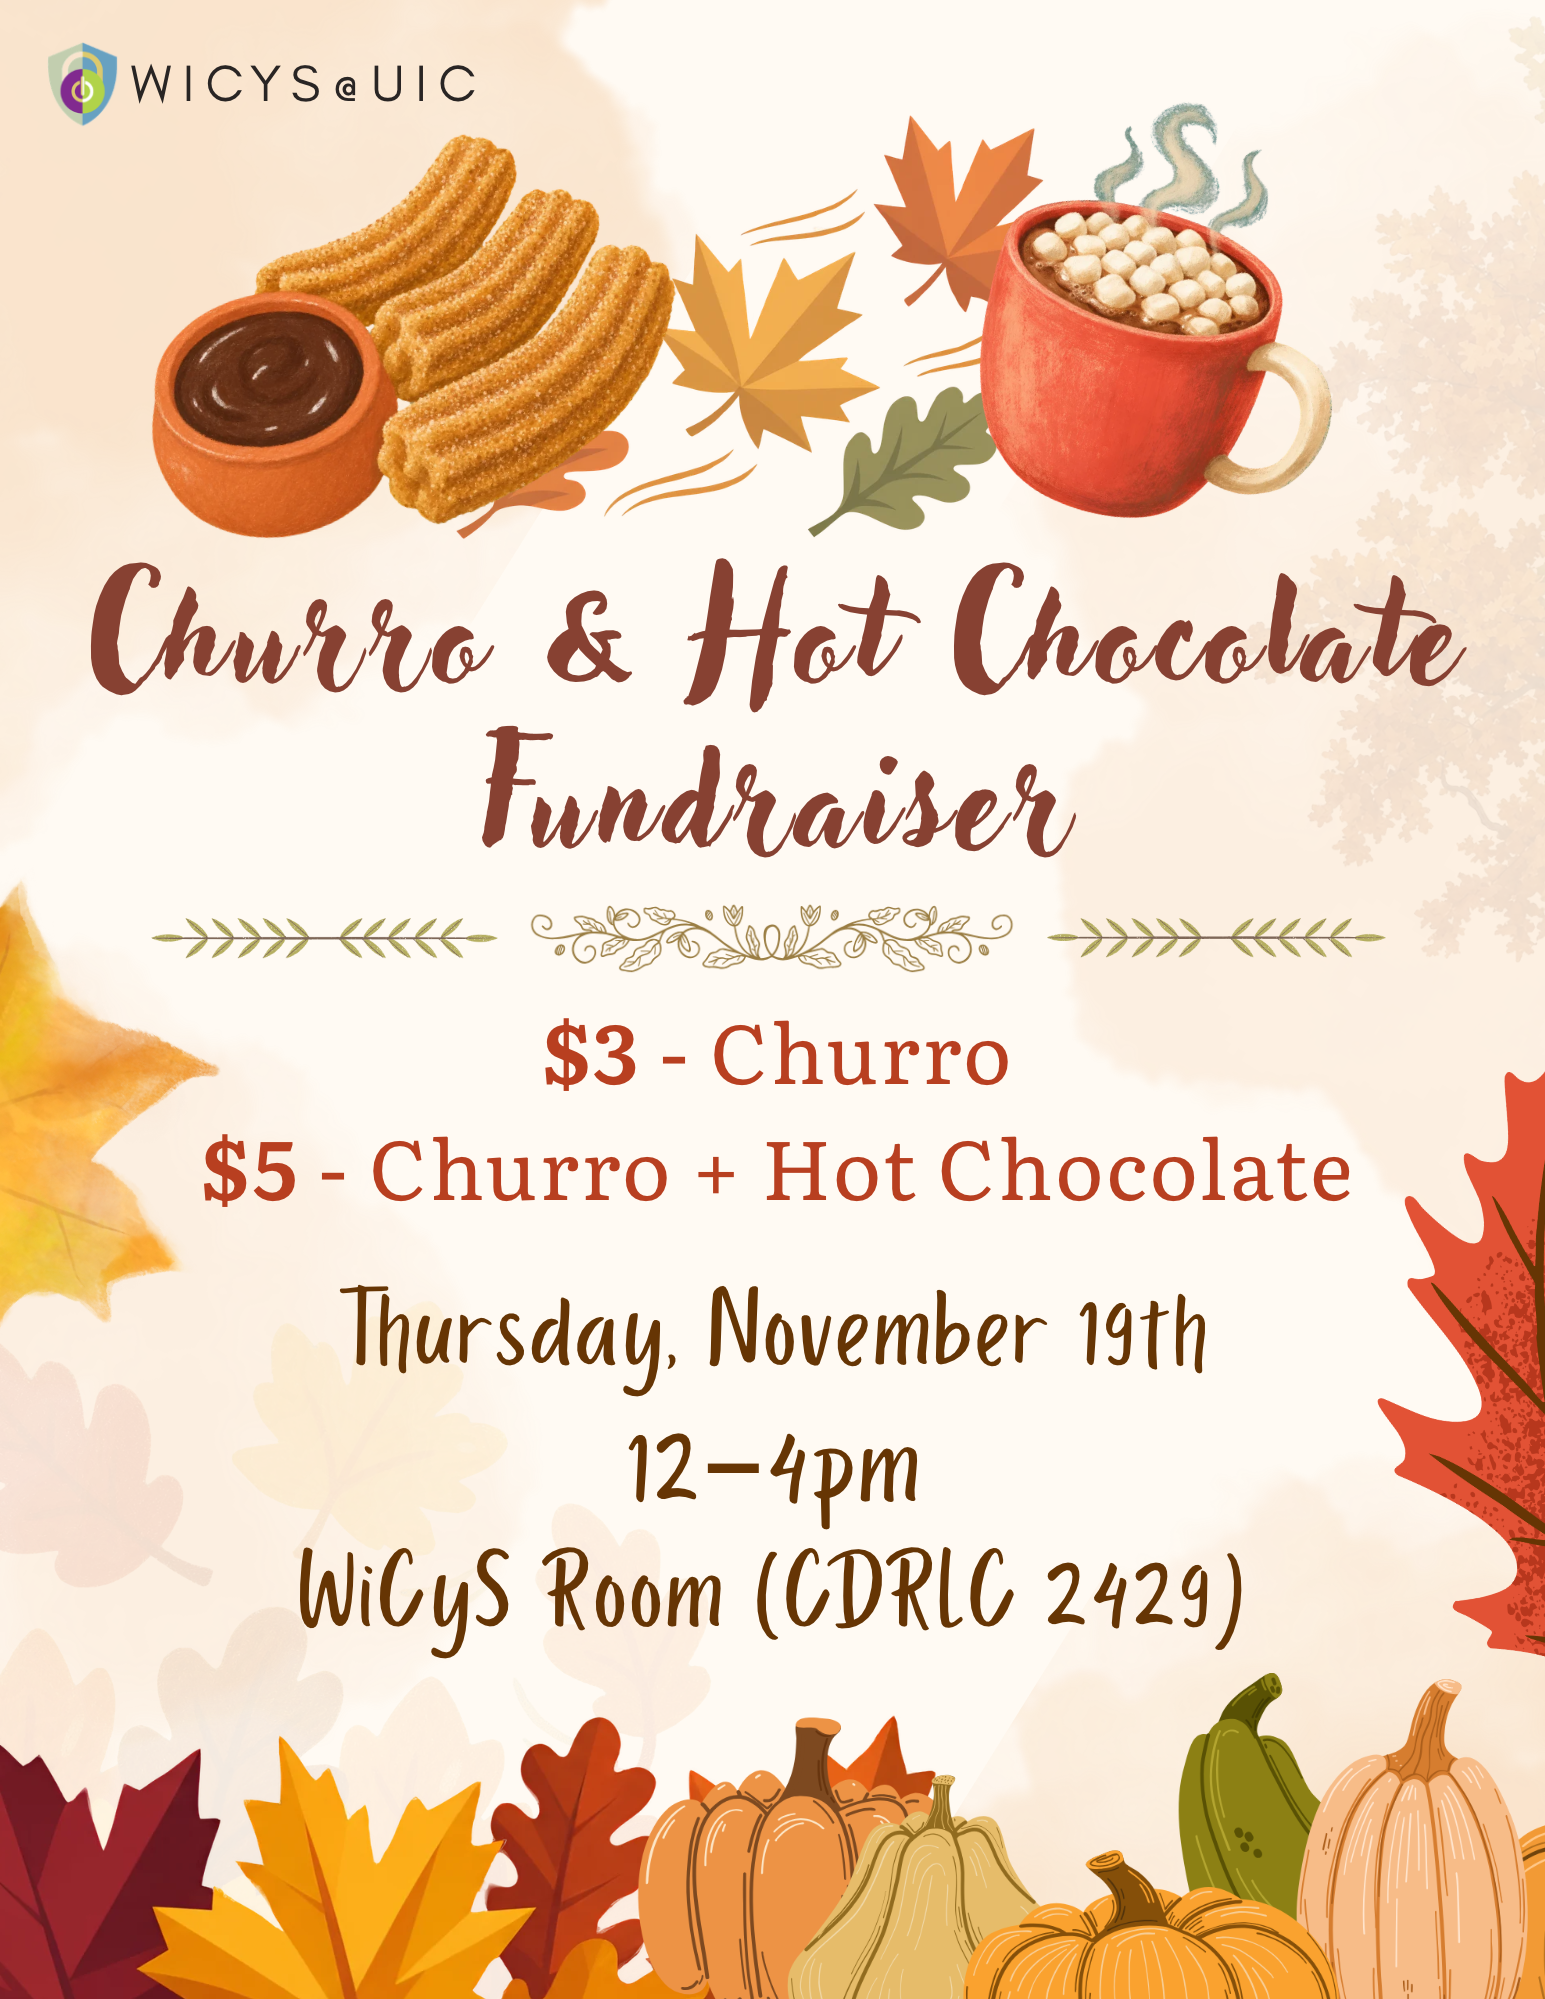 WICYS@UIC
Churro & Hot Chocolate
Fundraiser
$3 - Churro
$5 - Churro + Hot Chocolate
Thursday, November 19th
12–4pm
WiCyS Room (CDRLC 2429)